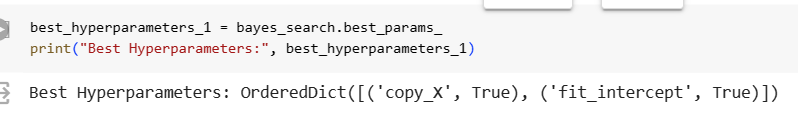 best_hyperparameters_1 = bayes_search.best_params_
print("Best Hyperparameters:", best_hyperparameters_1)
Best Hyperparameters: OrderedDict([('copy_X', True), ('fit_intercept', True)])